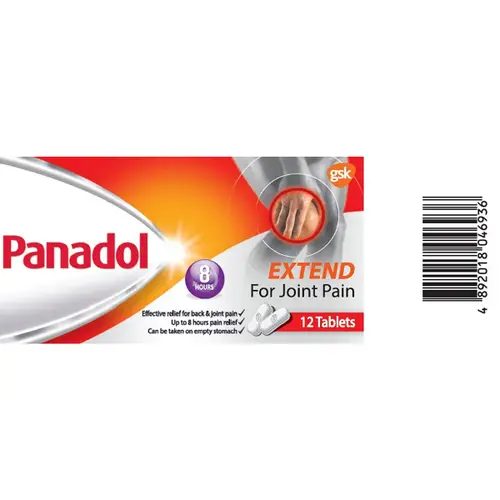 Panadol
gsk
8
HOURS
EXTEND
For Joint Pain
12 Tablets
Effective relief for back & joint pain
Up to 8 hours pain relief
Can be taken on empty stomach
4 892018 046936